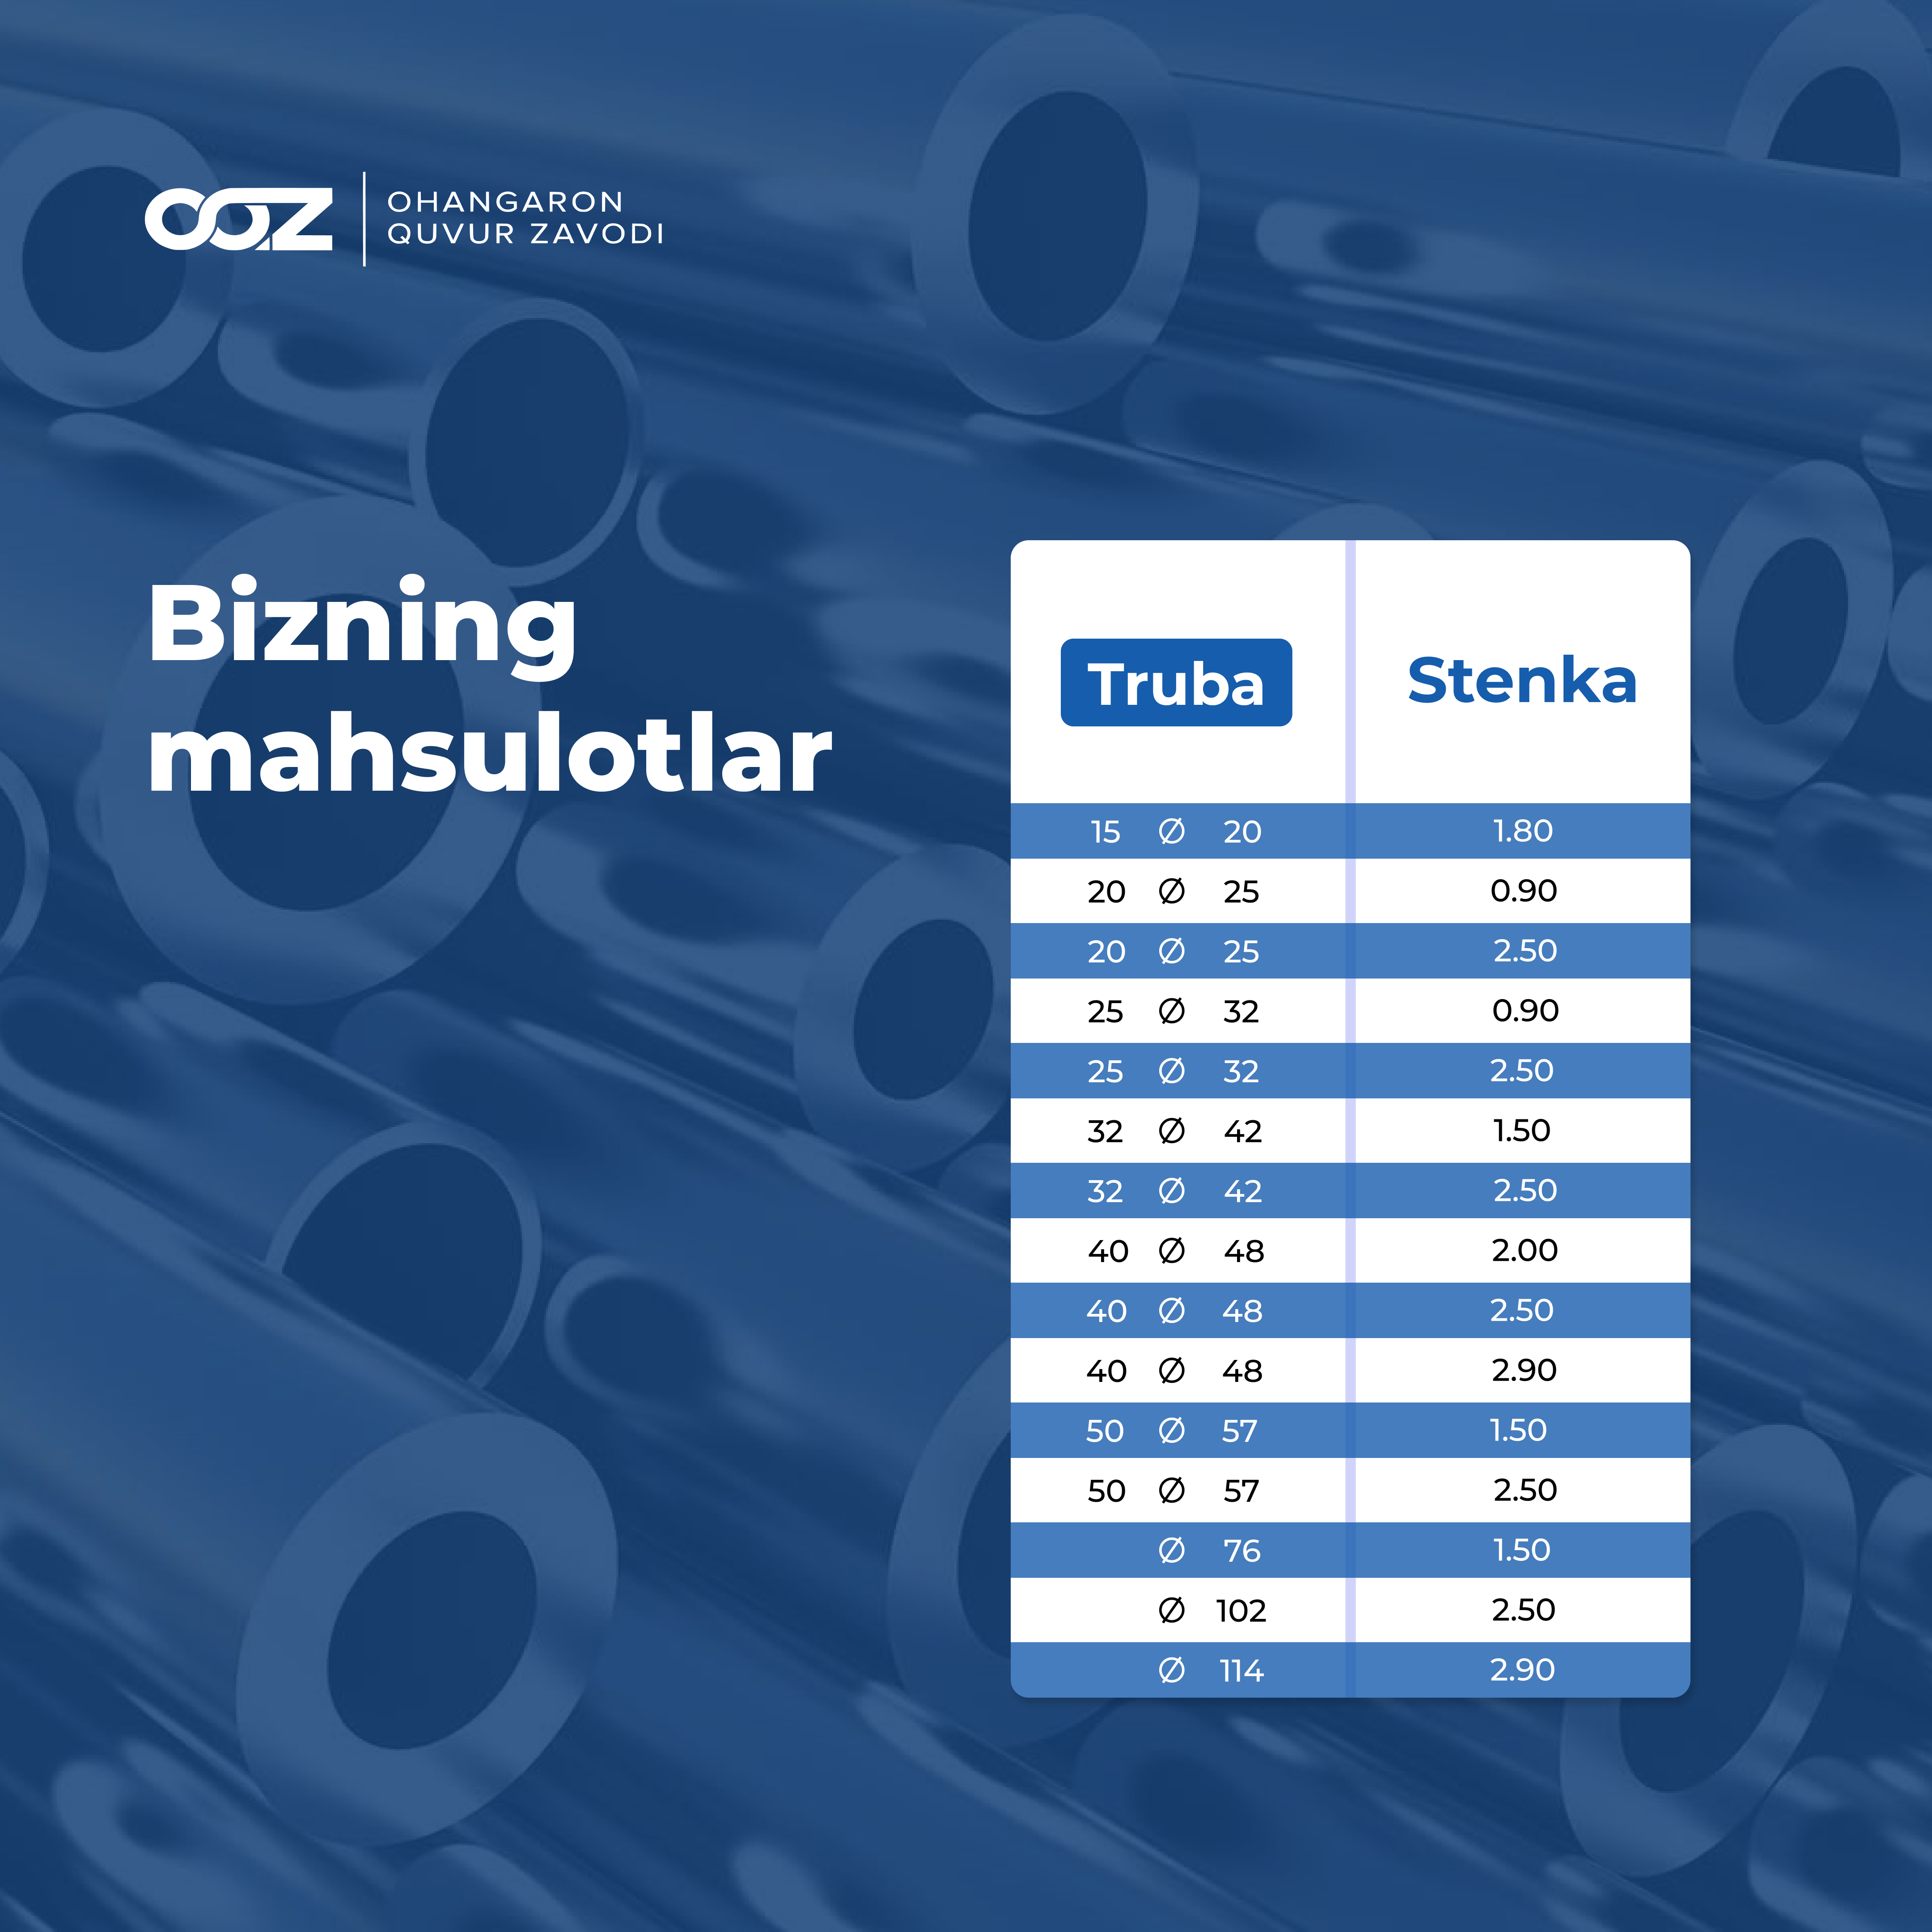 OQZ
OHANGARON
QUVUR ZAVODI
Bizning
mahsulotlar
Truba Stenka
15 Ø 20 1.80
20 Ø 25 0.90
20 Ø 25 2.50
25 Ø 32 0.90
25 Ø 32 2.50
32 Ø 42 1.50
32 Ø 42 2.50
40 Ø 48 2.00
40 Ø 48 2.50
40 Ø 48 2.90
50 Ø 57 1.50
50 Ø 57 2.50
Ø 76 1.50
Ø 102 2.50
Ø 114 2.90